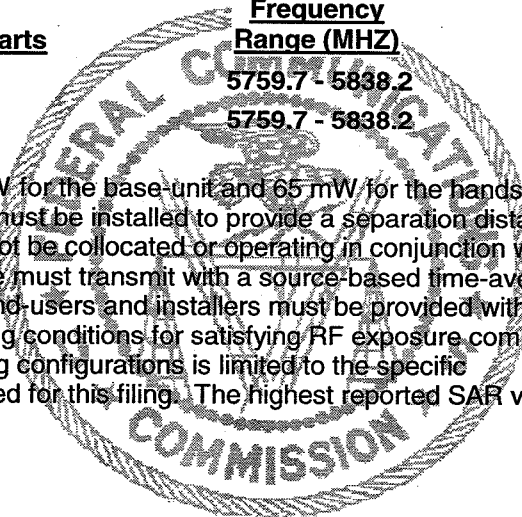 Frequency
arts Range (MHZ)
5759.7 - 5838.2
5759.7 - 5838.2
W for the base-unit and 65 mW for the hands
must be installed to provide a separation dista
ot be collocated or operating in conjunction w
e must transmit with a source-based time-ave
nd-users and installers must be provided with
ng conditions for satisfying RF exposure com
g configurations is limited to the specific
ed for this filing. The highest reported SAR v
FEDERAL COMMUNICATIONS
COMMISSION